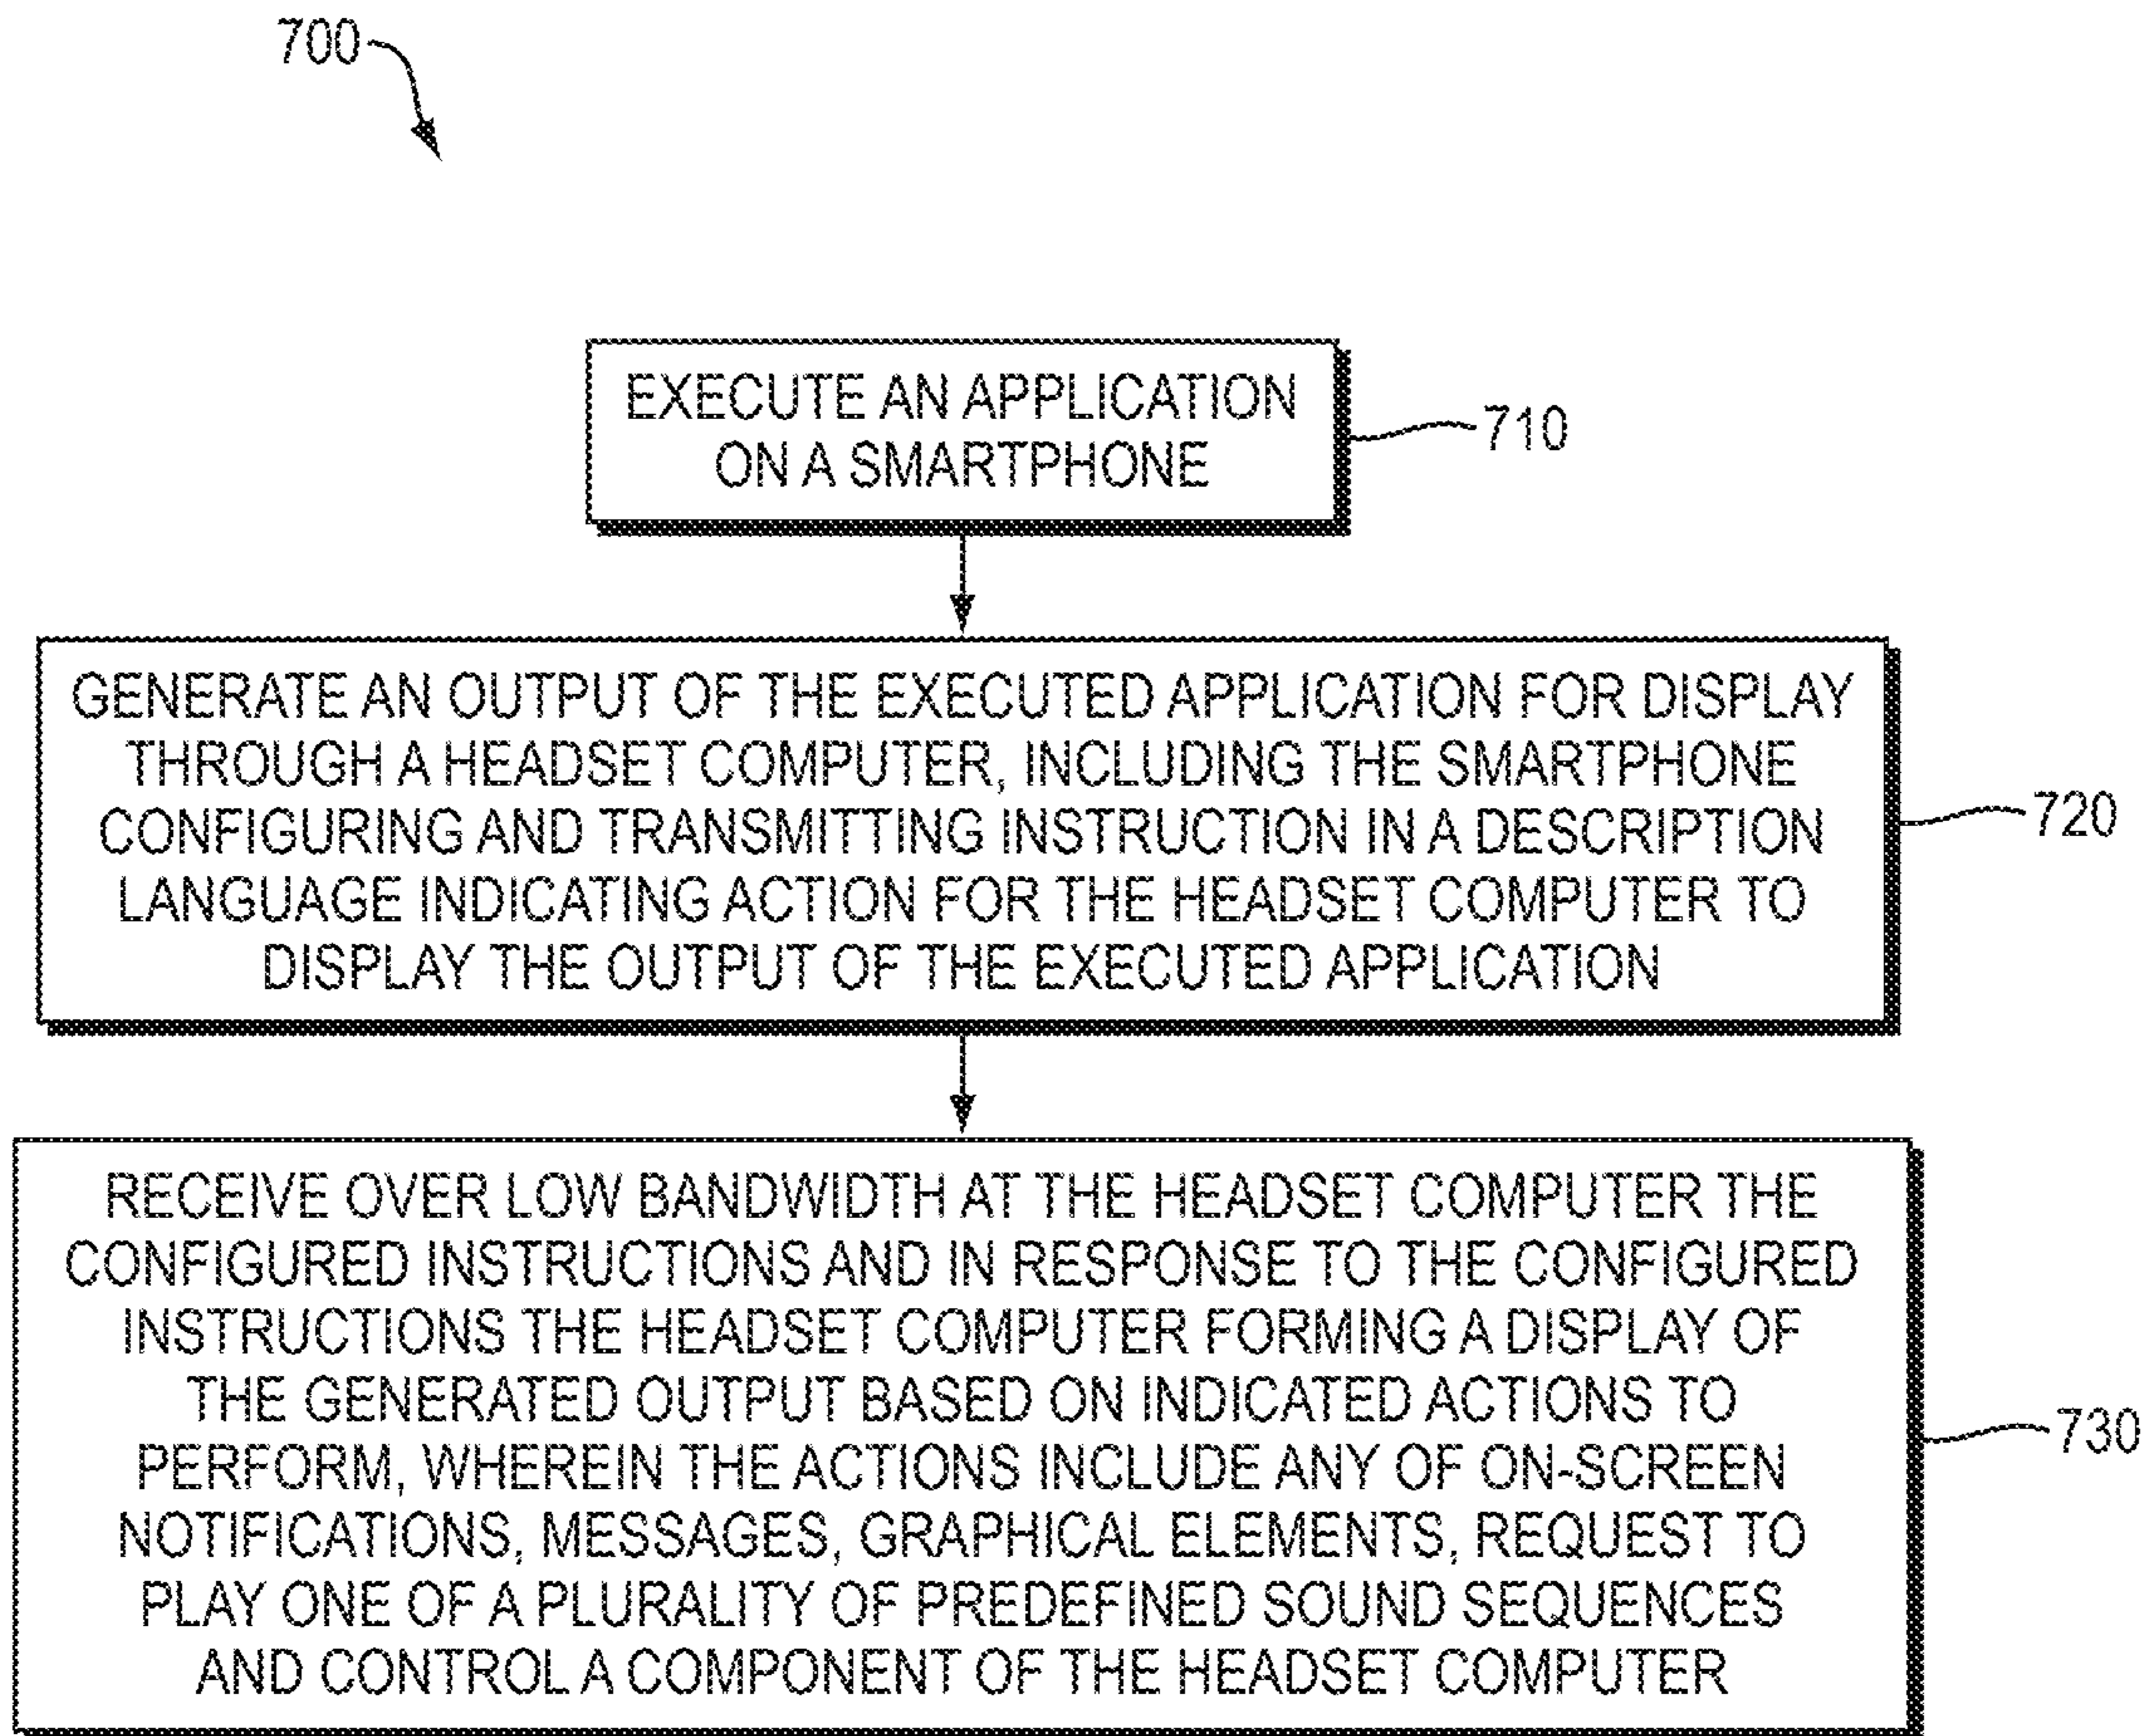 700
EXECUTE AN APPLICATION
ON A SMARTPHONE
710
GENERATE AN OUTPUT OF THE EXECUTED APPLICATION FOR DISPLAY
THROUGH A HEADSET COMPUTER, INCLUDING THE SMARTPHONE
CONFIGURING AND TRANSMITTING INSTRUCTION IN A DESCRIPTION
LANGUAGE INDICATING ACTION FOR THE HEADSET COMPUTER TO
DISPLAY THE OUTPUT OF THE EXECUTED APPLICATION
720
RECEIVE OVER LOW BANDWIDTH AT THE HEADSET COMPUTER THE
CONFIGURED INSTRUCTIONS AND IN RESPONSE TO THE CONFIGURED
INSTRUCTIONS THE HEADSET COMPUTER FORMING A DISPLAY OF
THE GENERATED OUTPUT BASED ON INDICATED ACTIONS TO
PERFORM, WHEREIN THE ACTIONS INCLUDE ANY OF ON-SCREEN
NOTIFICATIONS, MESSAGES, GRAPHICAL ELEMENTS, REQUEST TO
PLAY ONE OF A PLURALITY OF PREDEFINED SOUND SEQUENCES
AND CONTROL A COMPONENT OF THE HEADSET COMPUTER
730